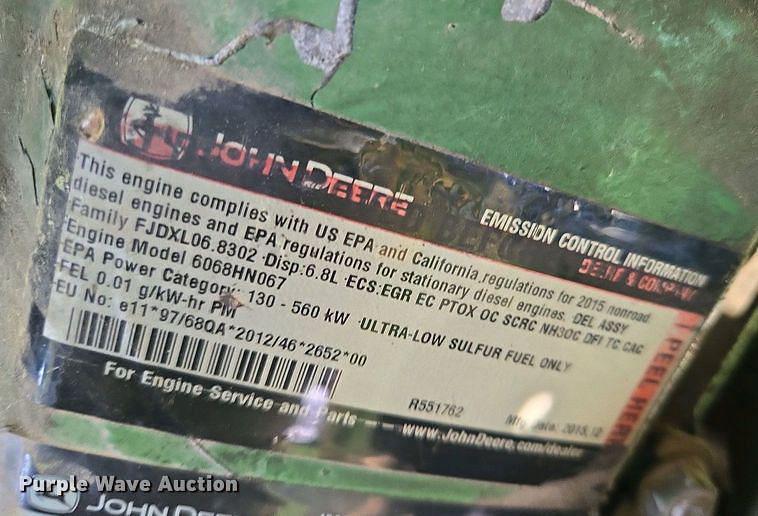 JOHN DEERE
EMISSION CONTROL INFORMATION
DEERE & COMPANY
This engine complies with US EPA and California regulations for 2015 nonroad
diesel engines and EPA regulations for stationary diesel engines. DEL ASSY
Family FJDXL06.8302 Disp:6.8L ECS:EGR EC PTOX OC SCRC NH3OC DFI TC CAC
Engine Model 6068HN067
EPA Power Category: 130 - 560 kW ULTRA-LOW SULFUR FUEL ONLY
FEL 0.01 g/kW-hr PM
EU No: e11*97/68QA*2012/46*2652*00
PEEL HERE
R551762
Mfg Date: 2015.12
For Engine Service and Parts -- www.JohnDeere.com/dealer
JOHN DE
Purple Wave Auction